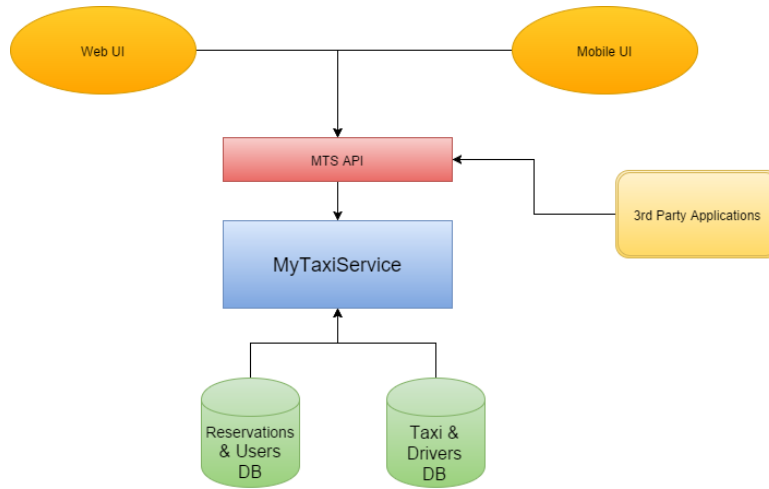 Web UI
Mobile UI
MTS API
3rd Party Applications
MyTaxiService
Reservations
& Users
DB
Taxi &
Drivers
DB